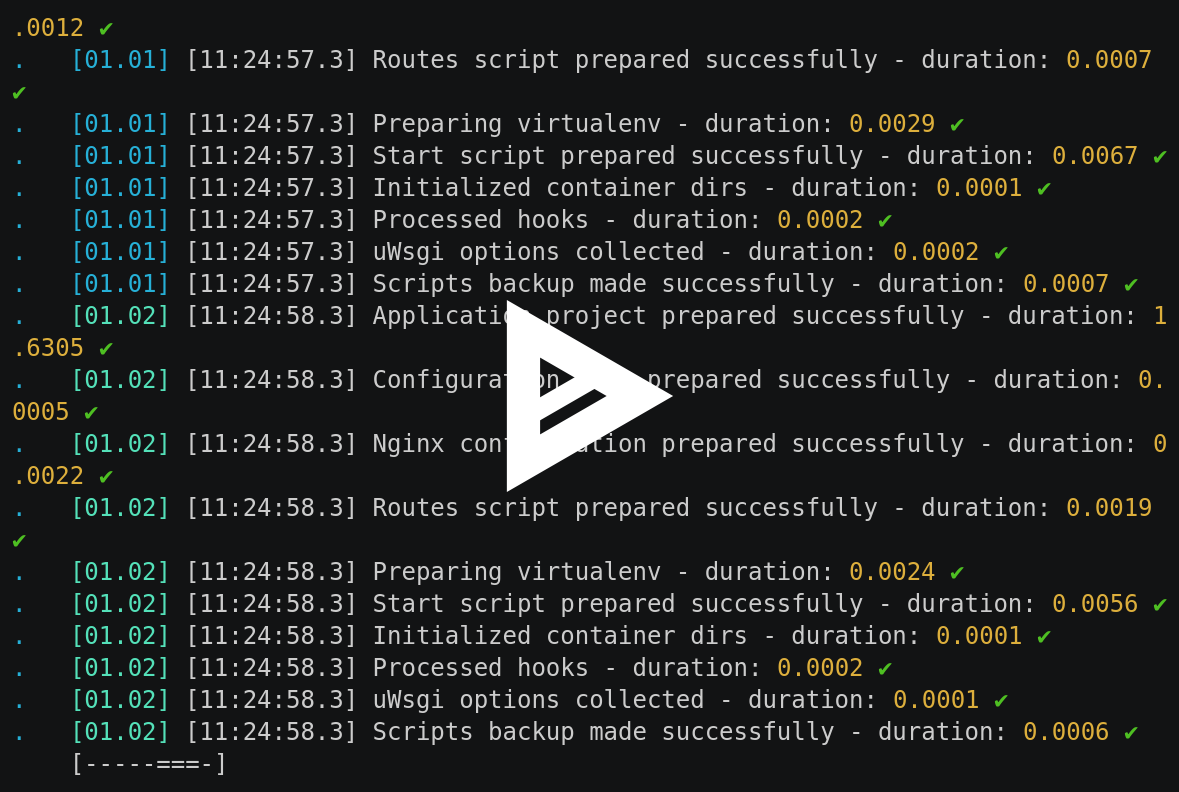 .0012 ✔
.   [01.01] [11:24:57.3] Routes script prepared successfully - duration: 0.0007
✔
.   [01.01] [11:24:57.3] Preparing virtualenv - duration: 0.0029 ✔
.   [01.01] [11:24:57.3] Start script prepared successfully - duration: 0.0067 ✔
.   [01.01] [11:24:57.3] Initialized container dirs - duration: 0.0001 ✔
.   [01.01] [11:24:57.3] Processed hooks - duration: 0.0002 ✔
.   [01.01] [11:24:57.3] uWsgi options collected - duration: 0.0002 ✔
.   [01.01] [11:24:57.3] Scripts backup made successfully - duration: 0.0007 ✔
.   [01.02] [11:24:58.3] Application project prepared successfully - duration: 1
.6305 ✔
.   [01.02] [11:24:58.3] Configuration prepared successfully - duration: 0.
0005 ✔
.   [01.02] [11:24:58.3] Nginx configuration prepared successfully - duration: 0
.0022 ✔
.   [01.02] [11:24:58.3] Routes script prepared successfully - duration: 0.0019
✔
.   [01.02] [11:24:58.3] Preparing virtualenv - duration: 0.0024 ✔
.   [01.02] [11:24:58.3] Start script prepared successfully - duration: 0.0056 ✔
.   [01.02] [11:24:58.3] Initialized container dirs - duration: 0.0001 ✔
.   [01.02] [11:24:58.3] Processed hooks - duration: 0.0002 ✔
.   [01.02] [11:24:58.3] uWsgi options collected - duration: 0.0001 ✔
.   [01.02] [11:24:58.3] Scripts backup made successfully - duration: 0.0006 ✔
    [-----===-]